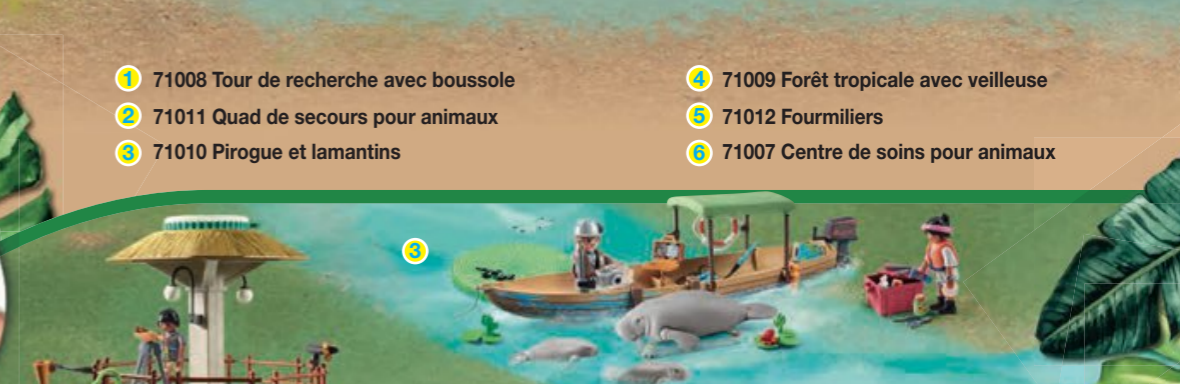 1 71008 Tour de recherche avec boussole
2 71011 Quad de secours pour animaux
3 71010 Pirogue et lamantins
4 71009 Forêt tropicale avec veilleuse
5 71012 Fourmiliers
6 71007 Centre de soins pour animaux
3